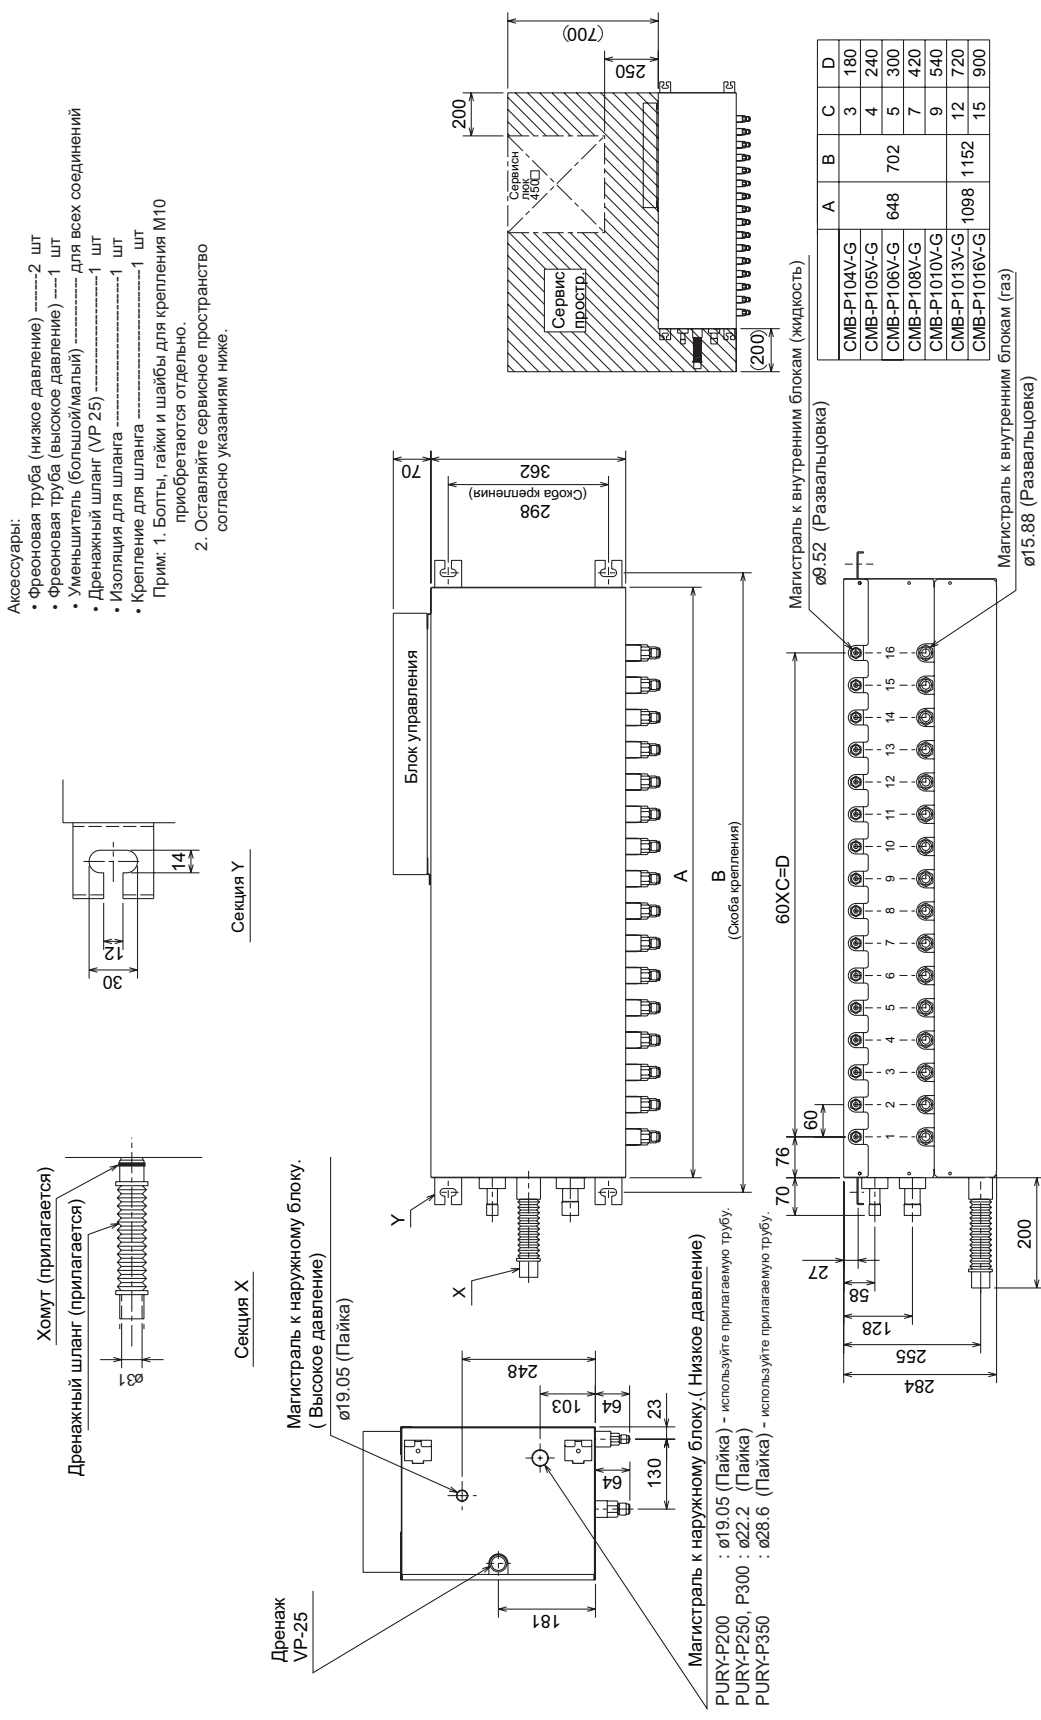 Аксессуары:
• Фреоновая труба (низкое давление) ------2 шт
• Фреоновая труба (высокое давление) ----1 шт
• Уменьшитель (большой/малый) ----------- для всех соединений
• Дренажный шланг (VP 25) --------------------1 шт
• Изоляция для шланга --------------------------1 шт
• Крепление для шланга ------------------------1 шт
Прим: 1. Болты, гайки и шайбы для крепления М10
приобретаются отдельно.
2. Оставляйте сервисное пространство
согласно указаниям ниже.
14
12
30
Секция Y
Хомут (прилагается)
Дренажный шланг (прилагается)
ø31
Секция X
(700)
250
200
Сервисн
люк
450□
Сервис
простр.
(200)
A B C D
CMB-P104V-G 648 702 3 180
CMB-P105V-G 4 240
CMB-P106V-G 5 300
CMB-P108V-G 7 420
CMB-P1010V-G 9 540
CMB-P1013V-G 1098 1152 12 720
CMB-P1016V-G 15 900
70
362
298
(Скоба крепления)
Блок управления
A
B
(Скоба крепления)
Y
X
Магистраль к наружному блоку.
( Высокое давление)
ø19.05 (Пайка)
248
103
64
23
64
130
181
Дренаж
VP-25
Магистраль к наружному блоку.( Низкое давление)
PURY-P200 : ø19.05 (Пайка) - используйте прилагаемую трубу.
PURY-P250, P300 : ø22.2 (Пайка)
PURY-P350 : ø28.6 (Пайка) - используйте прилагаемую трубу.
Магистраль к внутренним блокам (жидкость)
ø9.52 (Развальцовка)
Магистраль к внутренним блокам (газ)
ø15.88 (Развальцовка)
60XC=D
60
76
70
1 2 3 4 5 6 7 8 9 10 11 12 13 14 15 16
27
58
128
255
284
200